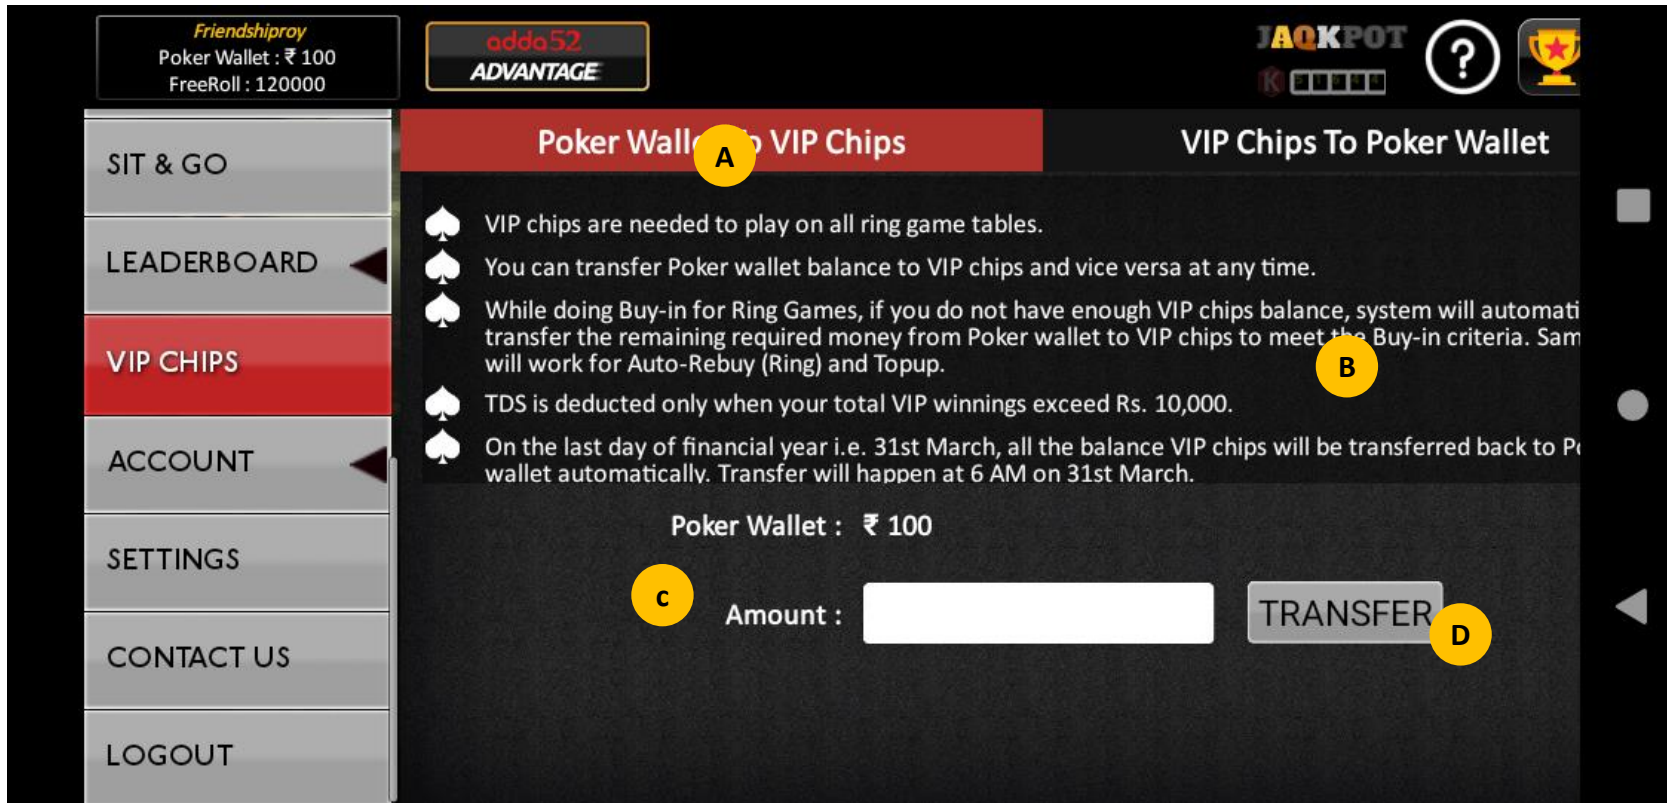 Friendshiproy
Poker Wallet : ₹ 100
FreeRoll : 120000
adda52
ADVANTAGE
JAQKPOT
K
?
SIT & GO
LEADERBOARD
VIP CHIPS
ACCOUNT
SETTINGS
CONTACT US
LOGOUT
Poker Wallet To VIP Chips
A
VIP Chips To Poker Wallet
VIP chips are needed to play on all ring game tables.
You can transfer Poker wallet balance to VIP chips and vice versa at any time.
While doing Buy-in for Ring Games, if you do not have enough VIP chips balance, system will automati
transfer the remaining required money from Poker wallet to VIP chips to meet the Buy-in criteria. Sam
will work for Auto-Rebuy (Ring) and Topup.
B
TDS is deducted only when your total VIP winnings exceed Rs. 10,000.
On the last day of financial year i.e. 31st March, all the balance VIP chips will be transferred back to Po
wallet automatically. Transfer will happen at 6 AM on 31st March.
Poker Wallet : ₹ 100
c
Amount :
TRANSFER
D